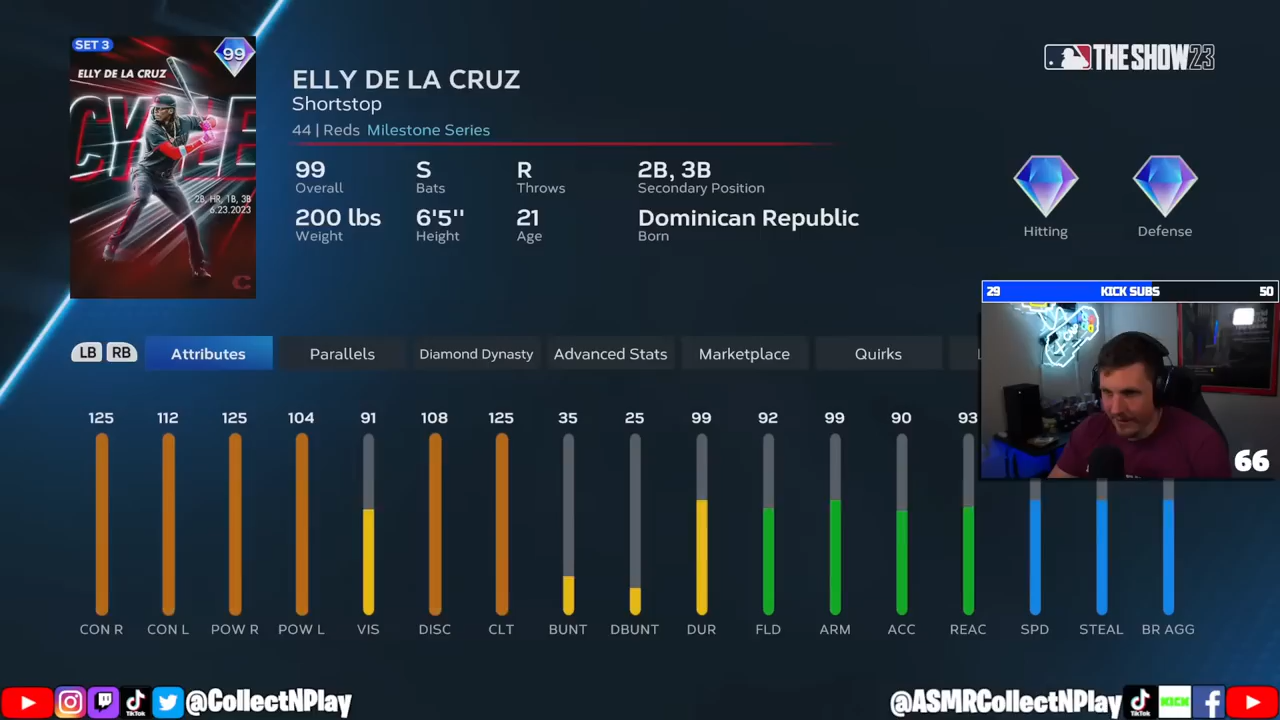 SET 3
99
ELLY DE LA CRUZ
CYCLE
2B, HR, 1B, 3B
6.23.2023
ELLY DE LA CRUZ
Shortstop
44 | Reds Milestone Series
99 S R 2B, 3B
Overall Bats Throws Secondary Position
200 lbs 6'5'' 21 Dominican Republic
Weight Height Age Born
THE SHOW 23
Hitting Defense
29 KICK SUBS 50
66
LB RB Attributes Parallels Diamond Dynasty Advanced Stats Marketplace Quirks
125 112 125 104 91 108 125 35 25 99 92 99 90 93
CON R CON L POW R POW L VIS DISC CLT BUNT DBUNT DUR FLD ARM ACC REAC SPD STEAL BR AGG
TikTok @CollectNPlay @ASMRCollectNPlay TikTok KICK